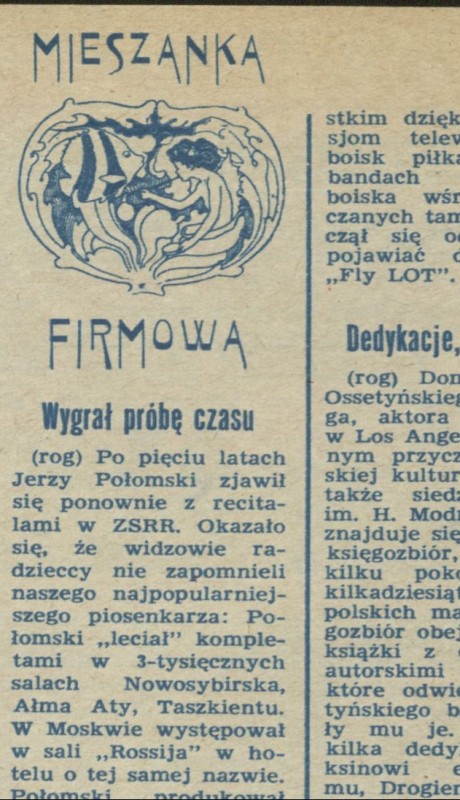 MIESZANKA
FIRMOWA
Wygrał próbę czasu
(rog) Po pięciu latach
Jerzy Połomski zjawił
się ponownie z recita-
lami w ZSRR. Okazało
się, że widzowie ra-
dzieccy nie zapomnieli
naszego najpopularniej-
szego piosenkarza: Po-
łomski „leciał” komple-
tami w 3-tysięcznych
salach Nowosybirska,
Ałma Aty, Taszkientu.
W Moskwie występował
w sali „Rossija” w ho-
telu o tej samej nazwie.
Połomski produkował
stkim dzięk
sjom telew
boisk piłka
bandach
boiska wśr
czanych tam
czął się od
pojawiać d
„Fly LOT”.
Dedykacje,
(rog) Dom
Ossetyńskieg
ga, aktora
w Los Ange
nym przycz
skiej kultur
także siedz
im. H. Modr
znajduje się
księgozbiór,
kilku poko
kilkadziesiąt
polskich ma
gozbiór obej
książki z
autorskimi
które odwie
tyńskiego b
ły mu je.
kilka dedy
ksinowi e
mu, Drogiem